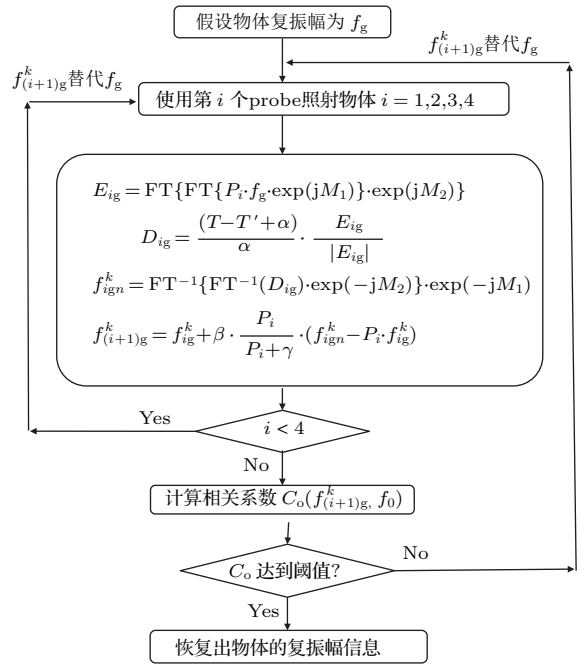 假设物体复振幅为 f_g
f^k_{(i+1)g}替代f_g
f^k_{(i+1)g}替代f_g
使用第 i 个probe照射物体 i = 1,2,3,4
E_{ig} = FT{FT{P_i·f_g·exp(jM_1)}·exp(jM_2)}
D_{ig} = (T−T′+α)/α · E_{ig}/|E_{ig}|
f^k_{ign} = FT^{−1}{FT^{−1}(D_{ig})·exp(−jM_2)}·exp(−jM_1)
f^k_{(i+1)g} = f^k_{ig}+β· P_i/(P_i+γ) ·(f^k_{ign}−P_i·f^k_{ig})
Yes
i < 4
No
计算相关系数 C_o(f^k_{(i+1)g,} f_0)
No
C_o 达到阈值?
Yes
恢复出物体的复振幅信息